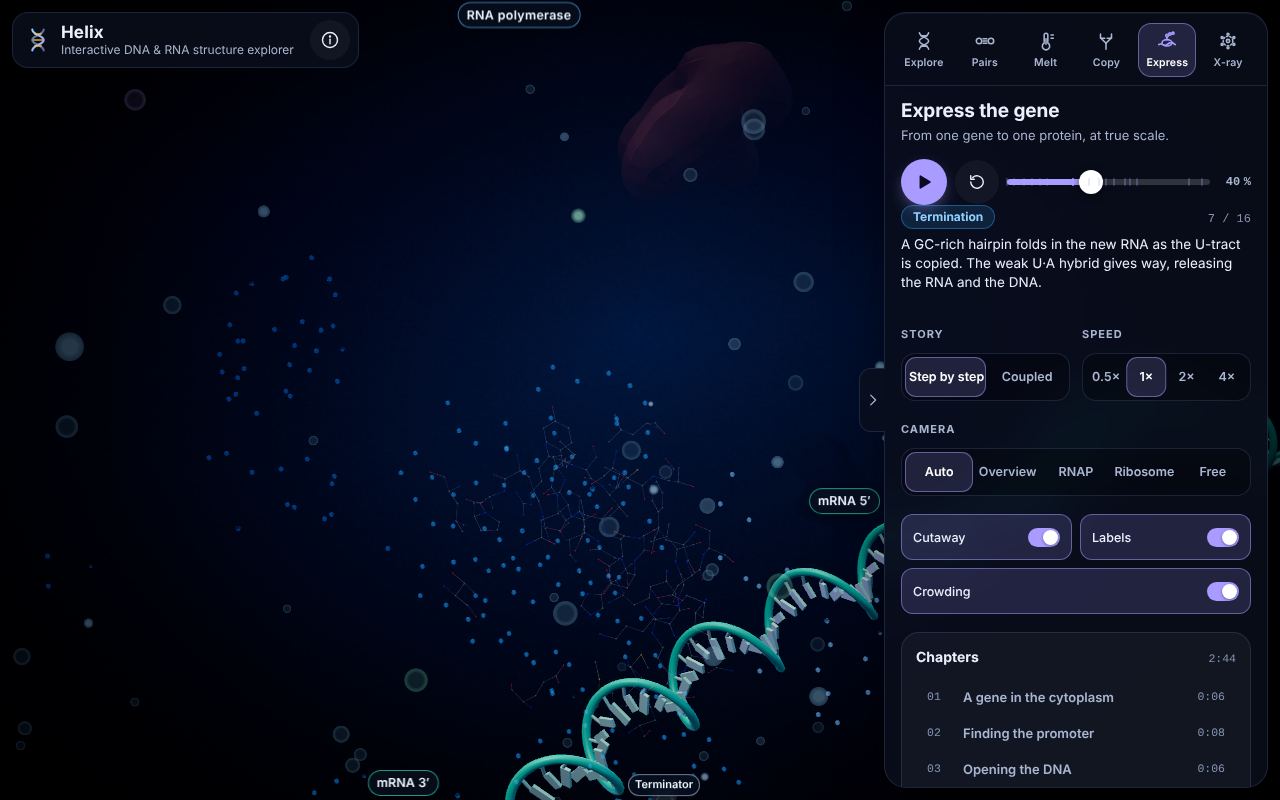 Helix
Interactive DNA & RNA structure explorer
RNA polymerase
mRNA 5′
mRNA 3′
Terminator
Explore
Pairs
Melt
Copy
Express
X-ray
Express the gene
From one gene to one protein, at true scale.
40 %
Termination
7 / 16
A GC-rich hairpin folds in the new RNA as the U-tract
is copied. The weak U·A hybrid gives way, releasing
the RNA and the DNA.
STORY
SPEED
Step by step
Coupled
0.5×
1×
2×
4×
CAMERA
Auto
Overview
RNAP
Ribosome
Free
Cutaway
Labels
Crowding
Chapters
2:44
01 A gene in the cytoplasm 0:06
02 Finding the promoter 0:08
03 Opening the DNA 0:06